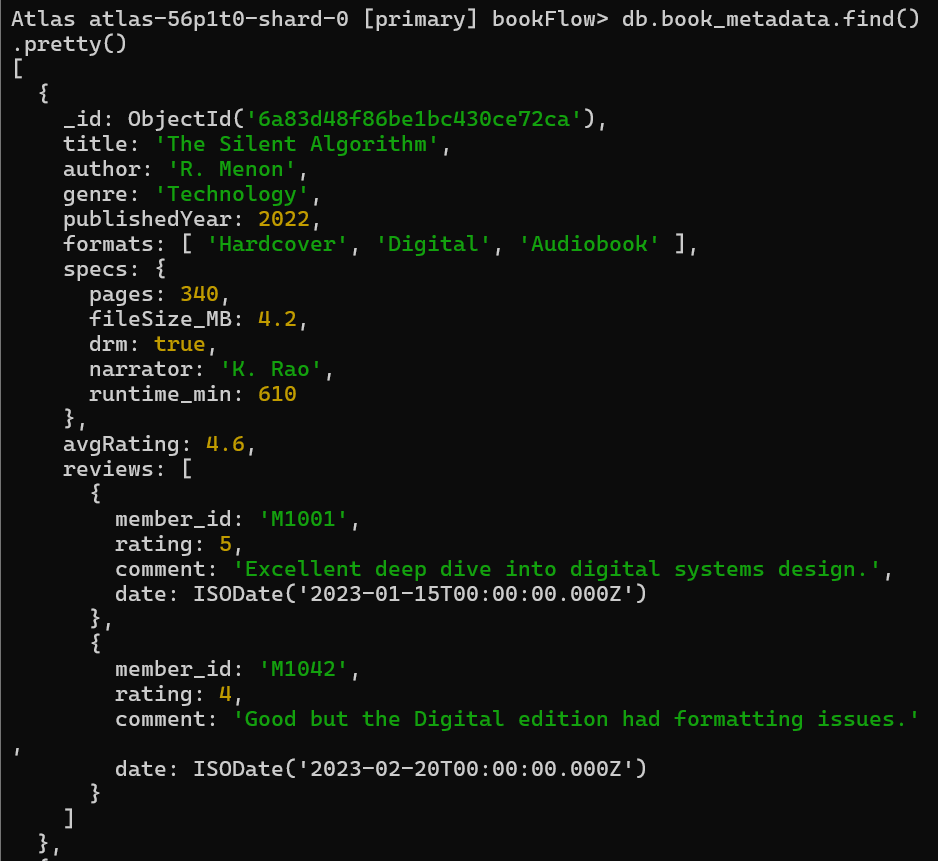 Atlas atlas-56p1t0-shard-0 [primary] bookFlow> db.book_metadata.find()
.pretty()
[
  {
    _id: ObjectId('6a83d48f86be1bc430ce72ca'),
    title: 'The Silent Algorithm',
    author: 'R. Menon',
    genre: 'Technology',
    publishedYear: 2022,
    formats: [ 'Hardcover', 'Digital', 'Audiobook' ],
    specs: {
      pages: 340,
      fileSize_MB: 4.2,
      drm: true,
      narrator: 'K. Rao',
      runtime_min: 610
    },
    avgRating: 4.6,
    reviews: [
      {
        member_id: 'M1001',
        rating: 5,
        comment: 'Excellent deep dive into digital systems design.',
        date: ISODate('2023-01-15T00:00:00.000Z')
      },
      {
        member_id: 'M1042',
        rating: 4,
        comment: 'Good but the Digital edition had formatting issues.'
,
        date: ISODate('2023-02-20T00:00:00.000Z')
      }
    ]
  },